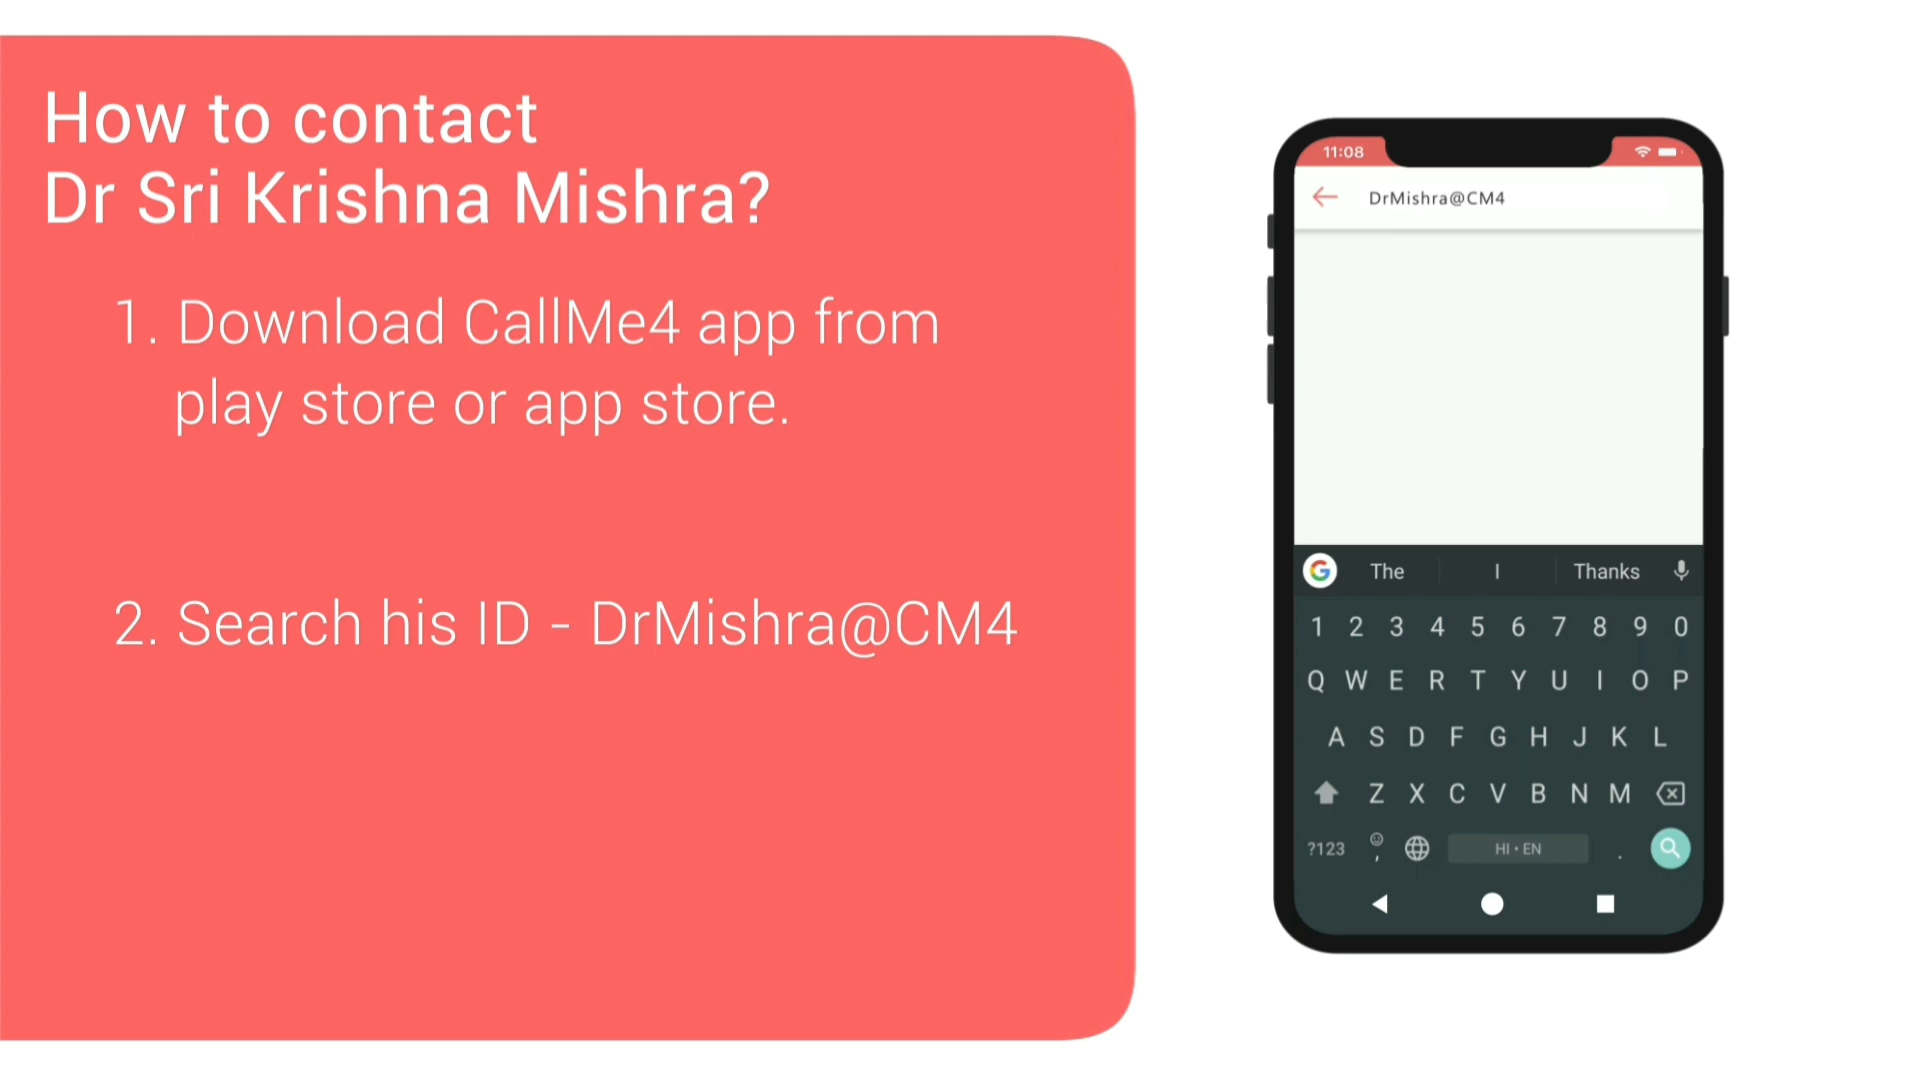 How to contact
Dr Sri Krishna Mishra?
1. Download CallMe4 app from
play store or app store.
2. Search his ID - DrMishra@CM4
11:08
DrMishra@CM4
G The I Thanks
1 2 3 4 5 6 7 8 9 0
Q W E R T Y U I O P
A S D F G H J K L
Z X C V B N M
?123 , HI • EN .